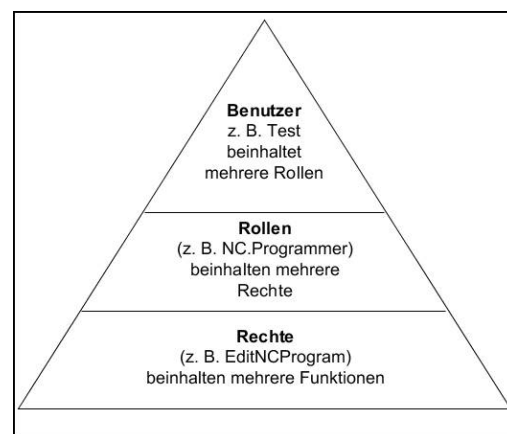 Benutzer
z. B. Test
beinhaltet
mehrere Rollen
Rollen
(z. B. NC.Programmer)
beinhalten mehrere
Rechte
Rechte
(z. B. EditNCProgram)
beinhalten mehrere Funktionen